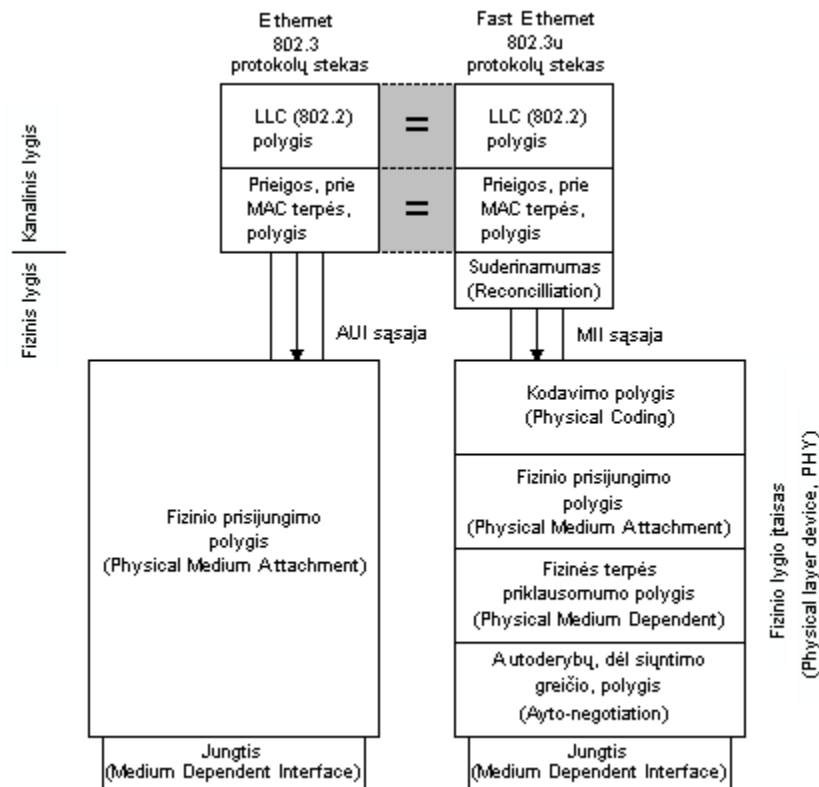 Ethernet
802.3
protokolų stekas
Fast Ethernet
802.3u
protokolų stekas
Kanalinis lygis
LLC (802.2)
polygis
=
LLC (802.2)
polygis
Prieigos, prie
MAC terpės,
polygis
=
Prieigos, prie
MAC terpės,
polygis
Fizinis lygis
Suderinamumas
(Reconcilliation)
AUI sąsaja
MII sąsaja
Fizinio prisijungimo
polygis
(Physical Medium Attachment)
Kodavimo polygis
(Physical Coding)
Fizinio prisijungimo
polygis
(Physical Medium Attachment)
Fizinės terpės
priklausomumo polygis
(Physical Medium Dependent)
Autoderybų, dėl siųntimo
greičio, polygis
(Ayto-negotiation)
Fizinio lygio įtaisas
(Physical layer device, PHY)
Jungtis
(Medium Dependent Interface)
Jungtis
(Medium Dependent Interface)